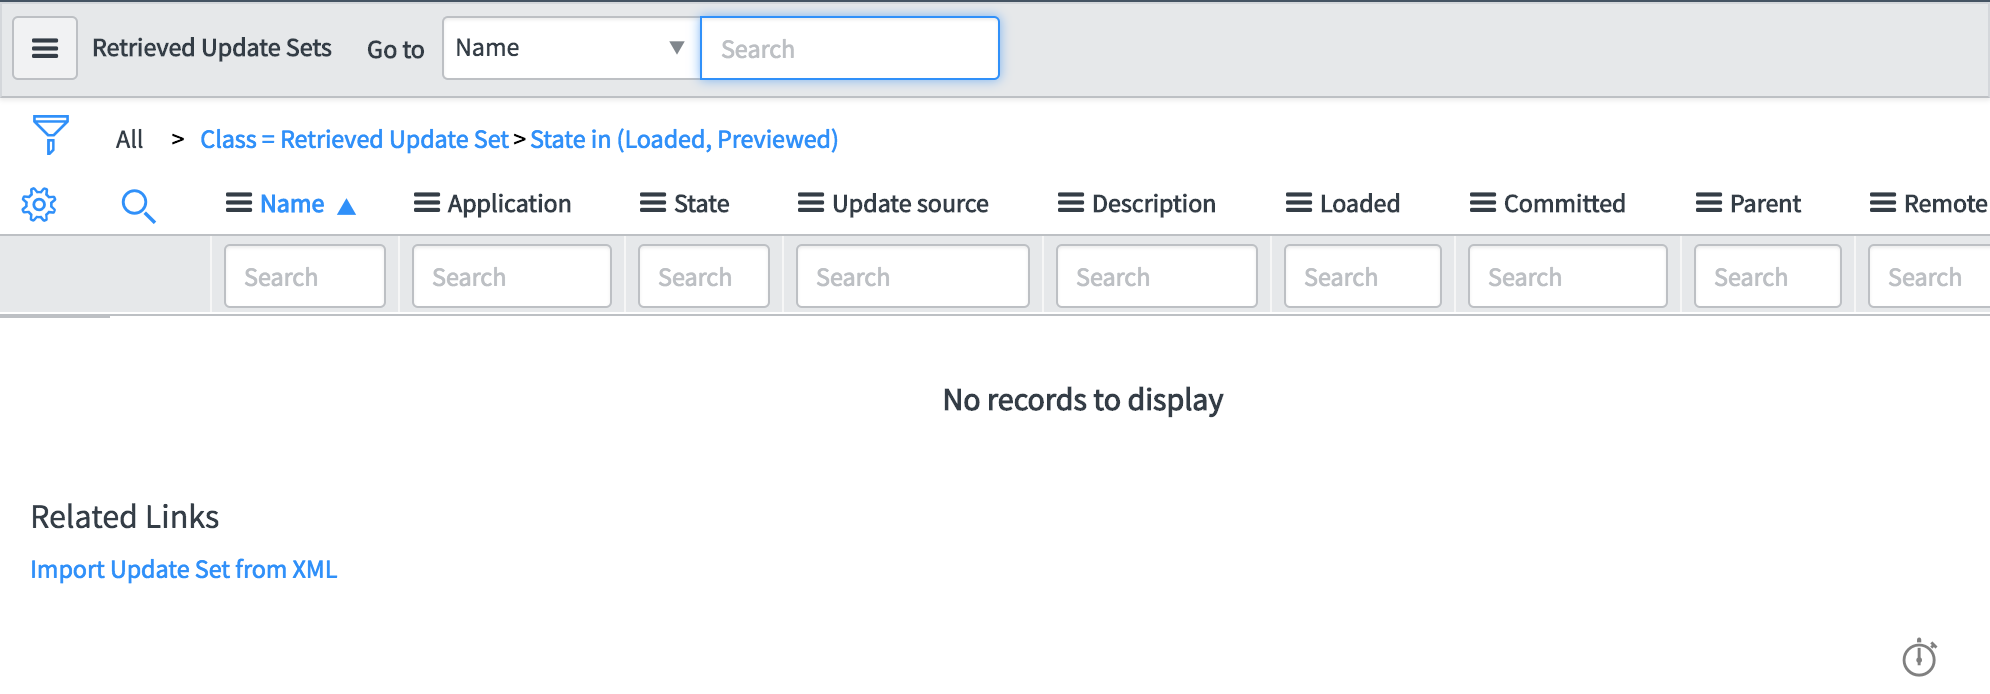 Retrieved Update Sets Go to Name Search
All > Class = Retrieved Update Set > State in (Loaded, Previewed)
Name Application State Update source Description Loaded Committed Parent Remote
Search Search Search Search Search Search Search Search Search
No records to display
Related Links
Import Update Set from XML